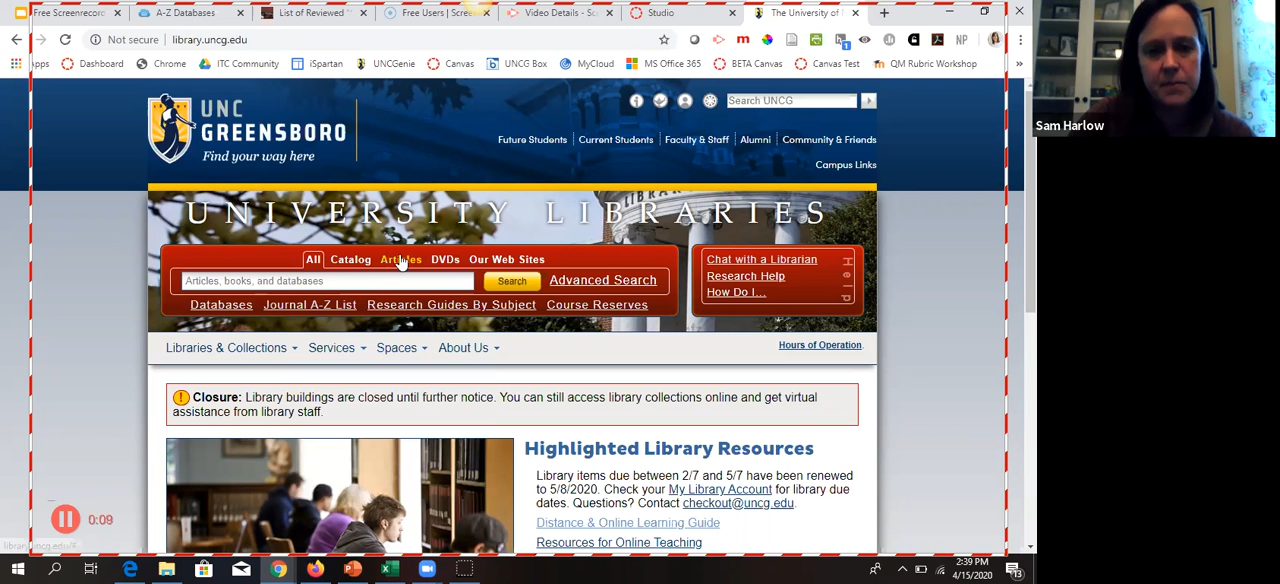 Free Screenrecor
A-Z Databases
List of Reviewed
Free Users | Scree
Video Details - Sc
Studio
The University of
Not secure | library.uncg.edu
NP
Apps
Dashboard
Chrome
ITC Community
iSpartan
UNCGenie
Canvas
UNCG Box
MyCloud
MS Office 365
BETA Canvas
Canvas Test
QM Rubric Workshop
»
UNC
GREENSBORO
Find your way here
Search UNCG
Future Students
Current Students
Faculty & Staff
Alumni
Community & Friends
Campus Links
UNIVERSITY LIBRARIES
All
Catalog
Articles
DVDs
Our Web Sites
Articles, books, and databases
Search
Advanced Search
Databases
Journal A-Z List
Research Guides By Subject
Course Reserves
Chat with a Librarian
Research Help
How Do I...
Help
Libraries & Collections
Services
Spaces
About Us
Hours of Operation
Closure: Library buildings are closed until further notice. You can still access library collections online and get virtual
assistance from library staff.
Highlighted Library Resources
Library items due between 2/7 and 5/7 have been renewed
to 5/8/2020. Check your My Library Account for library due
dates. Questions? Contact checkout@uncg.edu.
Distance & Online Learning Guide
Resources for Online Teaching
0:09
library.uncg.edu/#
2:39 PM
4/15/2020
13
Sam Harlow